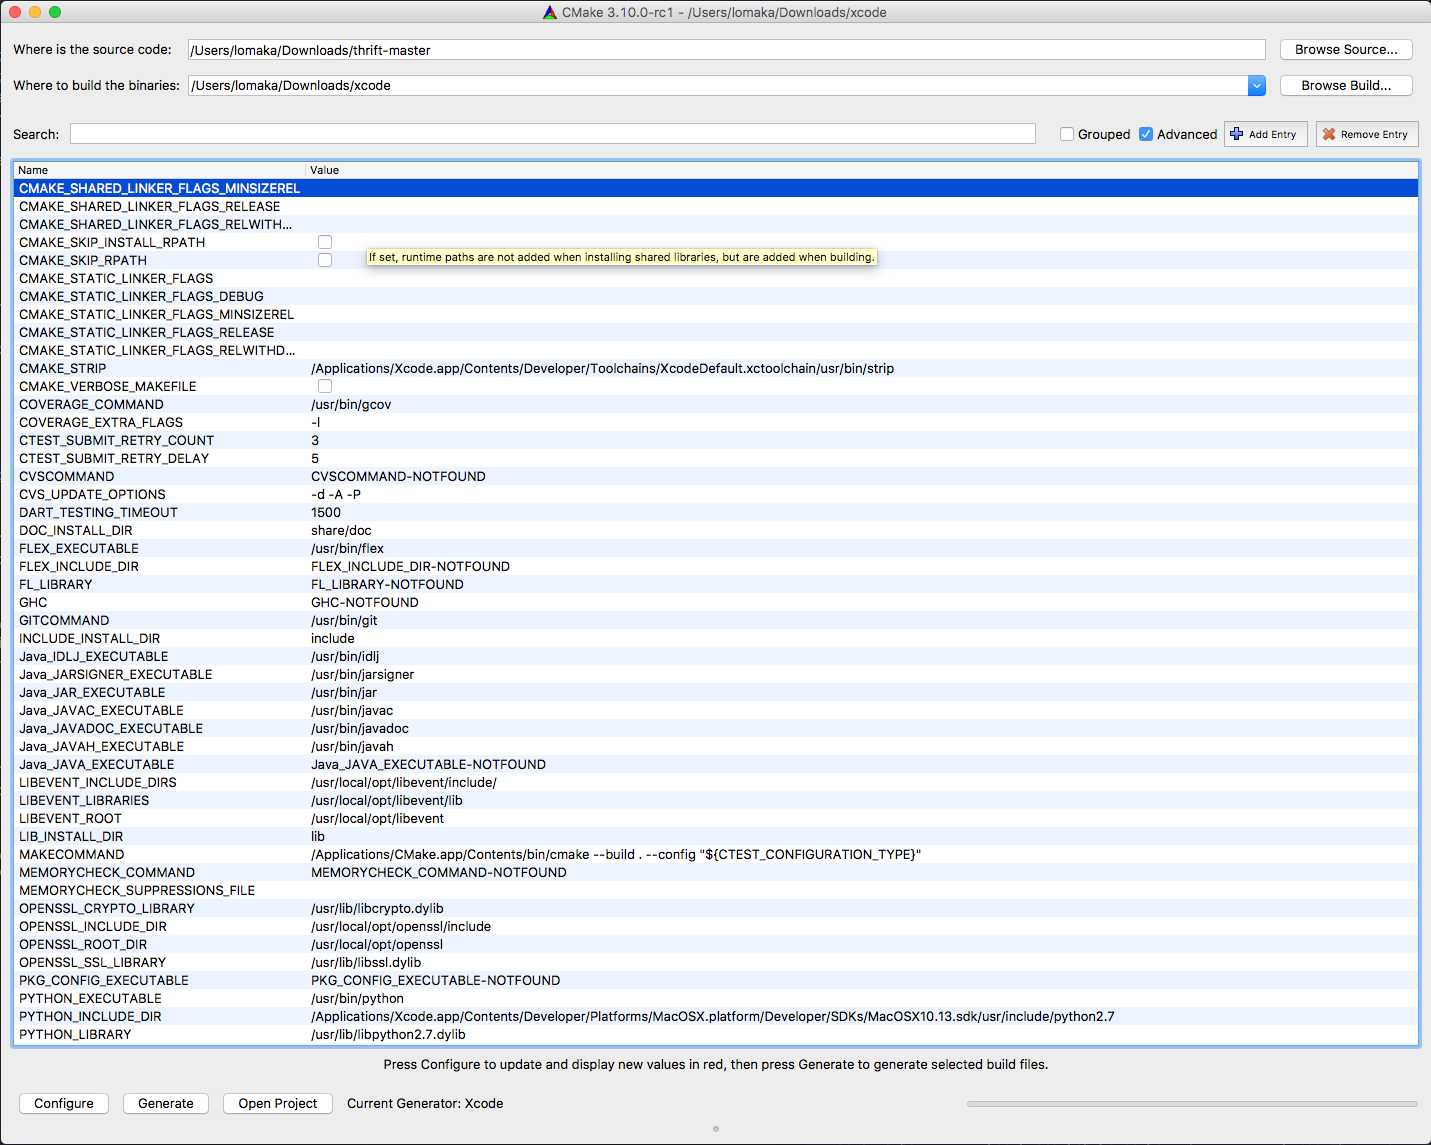 CMake 3.10.0-rc1 - /Users/lomaka/Downloads/xcode
Where is the source code: /Users/lomaka/Downloads/thrift-master Browse Source...
Where to build the binaries: /Users/lomaka/Downloads/xcode Browse Build...
Search: Grouped Advanced Add Entry Remove Entry
Name Value
CMAKE_SHARED_LINKER_FLAGS_MINSIZEREL
CMAKE_SHARED_LINKER_FLAGS_RELEASE
CMAKE_SHARED_LINKER_FLAGS_RELWITH...
CMAKE_SKIP_INSTALL_RPATH
If set, runtime paths are not added when installing shared libraries, but are added when building.
CMAKE_SKIP_RPATH
CMAKE_STATIC_LINKER_FLAGS
CMAKE_STATIC_LINKER_FLAGS_DEBUG
CMAKE_STATIC_LINKER_FLAGS_MINSIZEREL
CMAKE_STATIC_LINKER_FLAGS_RELEASE
CMAKE_STATIC_LINKER_FLAGS_RELWITHD...
CMAKE_STRIP /Applications/Xcode.app/Contents/Developer/Toolchains/XcodeDefault.xctoolchain/usr/bin/strip
CMAKE_VERBOSE_MAKEFILE
COVERAGE_COMMAND /usr/bin/gcov
COVERAGE_EXTRA_FLAGS -l
CTEST_SUBMIT_RETRY_COUNT 3
CTEST_SUBMIT_RETRY_DELAY 5
CVSCOMMAND CVSCOMMAND-NOTFOUND
CVS_UPDATE_OPTIONS -d -A -P
DART_TESTING_TIMEOUT 1500
DOC_INSTALL_DIR share/doc
FLEX_EXECUTABLE /usr/bin/flex
FLEX_INCLUDE_DIR FLEX_INCLUDE_DIR-NOTFOUND
FL_LIBRARY FL_LIBRARY-NOTFOUND
GHC GHC-NOTFOUND
GITCOMMAND /usr/bin/git
INCLUDE_INSTALL_DIR include
Java_IDLJ_EXECUTABLE /usr/bin/idlj
Java_JARSIGNER_EXECUTABLE /usr/bin/jarsigner
Java_JAR_EXECUTABLE /usr/bin/jar
Java_JAVAC_EXECUTABLE /usr/bin/javac
Java_JAVADOC_EXECUTABLE /usr/bin/javadoc
Java_JAVAH_EXECUTABLE /usr/bin/javah
Java_JAVA_EXECUTABLE Java_JAVA_EXECUTABLE-NOTFOUND
LIBEVENT_INCLUDE_DIRS /usr/local/opt/libevent/include/
LIBEVENT_LIBRARIES /usr/local/opt/libevent/lib
LIBEVENT_ROOT /usr/local/opt/libevent
LIB_INSTALL_DIR lib
MAKECOMMAND /Applications/CMake.app/Contents/bin/cmake --build . --config "${CTEST_CONFIGURATION_TYPE}"
MEMORYCHECK_COMMAND MEMORYCHECK_COMMAND-NOTFOUND
MEMORYCHECK_SUPPRESSIONS_FILE
OPENSSL_CRYPTO_LIBRARY /usr/lib/libcrypto.dylib
OPENSSL_INCLUDE_DIR /usr/local/opt/openssl/include
OPENSSL_ROOT_DIR /usr/local/opt/openssl
OPENSSL_SSL_LIBRARY /usr/lib/libssl.dylib
PKG_CONFIG_EXECUTABLE PKG_CONFIG_EXECUTABLE-NOTFOUND
PYTHON_EXECUTABLE /usr/bin/python
PYTHON_INCLUDE_DIR /Applications/Xcode.app/Contents/Developer/Platforms/MacOSX.platform/Developer/SDKs/MacOSX10.13.sdk/usr/include/python2.7
PYTHON_LIBRARY /usr/lib/libpython2.7.dylib
Press Configure to update and display new values in red, then press Generate to generate selected build files.
Configure Generate Open Project Current Generator: Xcode